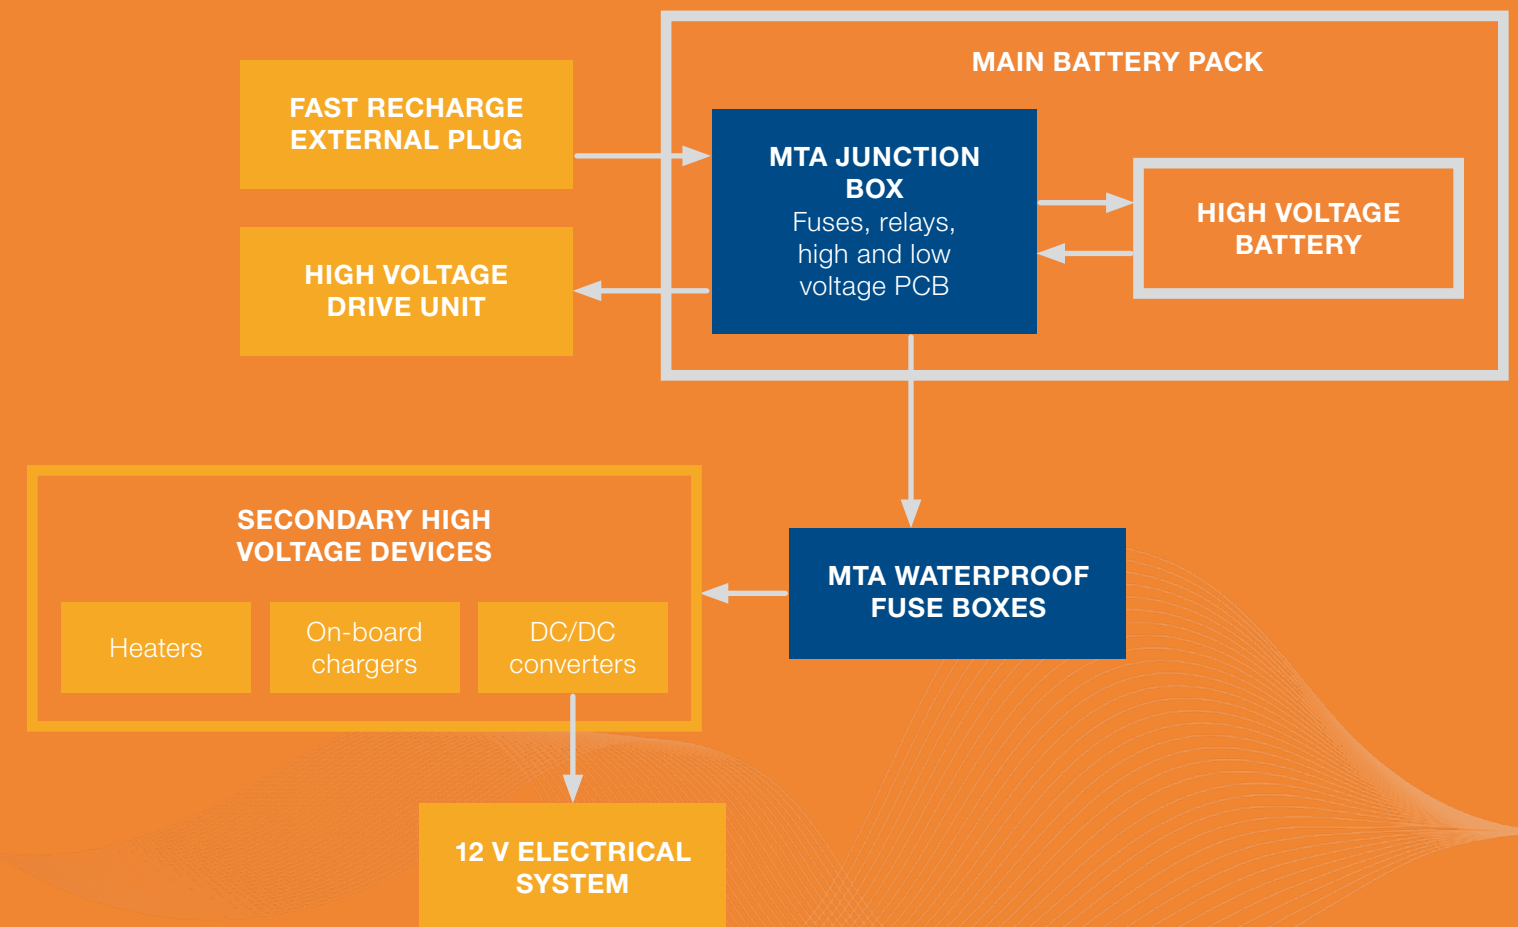 MAIN BATTERY PACK
FAST RECHARGE
EXTERNAL PLUG
MTA JUNCTION
BOX
Fuses, relays,
high and low
voltage PCB
HIGH VOLTAGE
BATTERY
HIGH VOLTAGE
DRIVE UNIT
SECONDARY HIGH
VOLTAGE DEVICES
Heaters
On-board
chargers
DC/DC
converters
MTA WATERPROOF
FUSE BOXES
12 V ELECTRICAL
SYSTEM